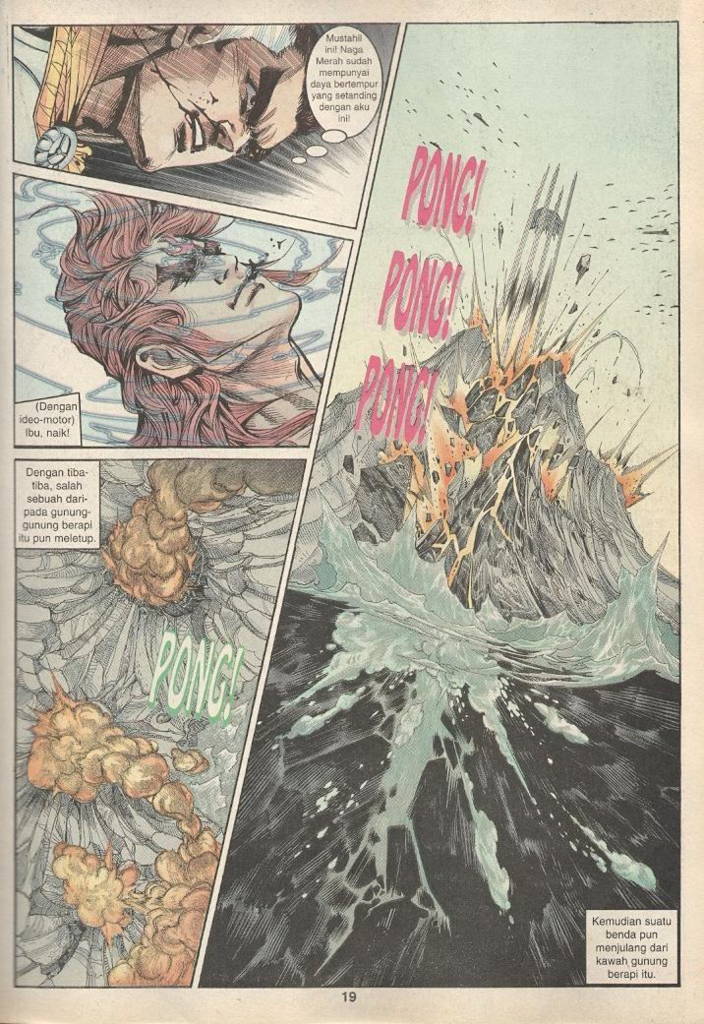 Mustahil
ini! Naga
Merah sudah
mempunyai
daya bertempur
yang setanding
dengan aku
ini!
(Dengan
ideo-motor)
Ibu, naik!
Dengan tiba-
tiba, salah
sebuah dari-
pada gunung-
gunung berapi
itu pun meletup.
PONG!
PONG!
PONG!
PONG!
Kemudian suatu
benda pun
menjulang dari
kawah gunung
berapi itu.
19